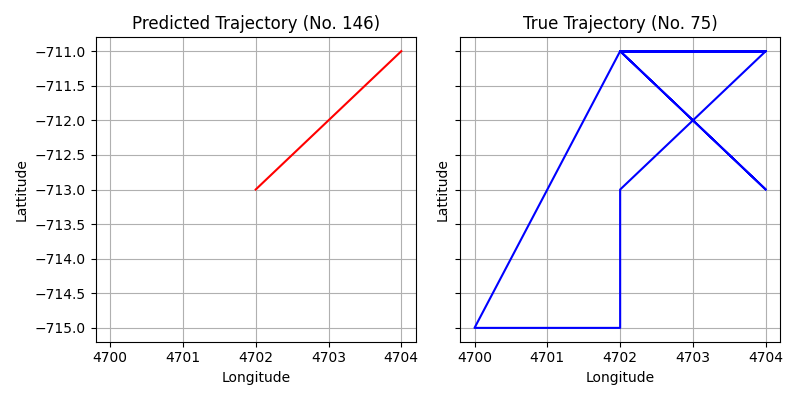 Predicted Trajectory (No. 146)
True Trajectory (No. 75)
−711.0
−711.5
−712.0
−712.5
−713.0
−713.5
−714.0
−714.5
−715.0
Lattitude
Lattitude
4700 4701 4702 4703 4704
4700 4701 4702 4703 4704
Longitude
Longitude